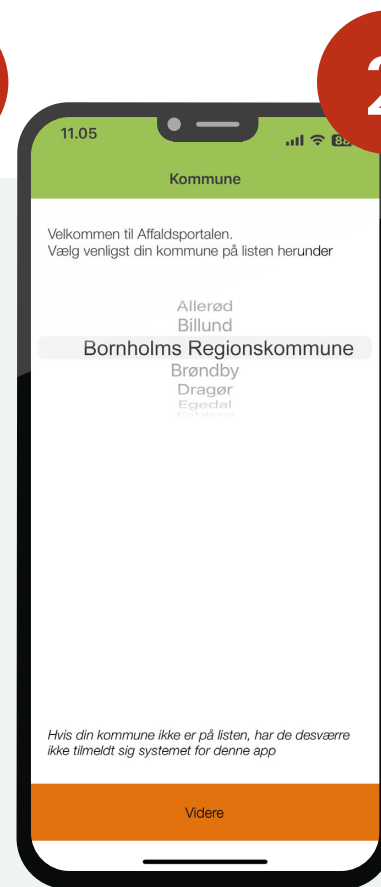 2
11.05
88
Kommune
Velkommen til Affaldsportalen.
Vælg venligst din kommune på listen herunder
Allerød
Billund
Bornholms Regionskommune
Brøndby
Dragør
Egedal
Hvis din kommune ikke er på listen, har de desværre
ikke tilmeldt sig systemet for denne app
Videre